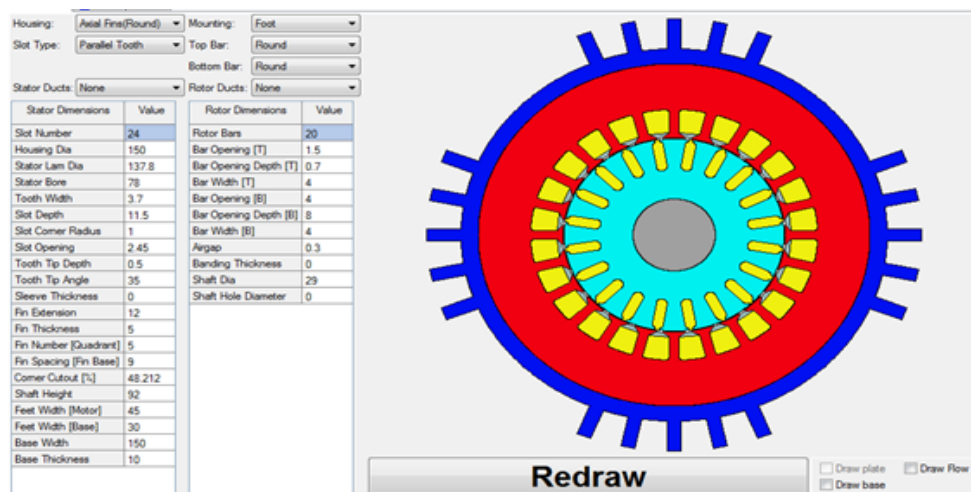 Housing: Axial Fins(Round) Mounting: Foot
Slot Type: Parallel Tooth Top Bar: Round
Bottom Bar: Round
Stator Ducts: None Rotor Ducts: None
Stator Dimensions Value Rotor Dimensions Value
Slot Number 24 Rotor Bars 20
Housing Dia 150 Bar Opening [T] 1.5
Stator Lam Dia 137.8 Bar Opening Depth [T] 0.7
Stator Bore 78 Bar Width [T] 4
Tooth Width 3.7 Bar Opening [B] 4
Slot Depth 11.5 Bar Opening Depth [B] 8
Slot Corner Radius 1 Bar Width [B] 4
Slot Opening 2.45 Airgap 0.3
Tooth Tip Depth 0.5 Banding Thickness 0
Tooth Tip Angle 35 Shaft Dia 29
Sleeve Thickness 0 Shaft Hole Diameter 0
Fin Extension 12
Fin Thickness 5
Fin Number [Quadrant] 5
Fin Spacing [Fin Base] 9
Corner Cutout [%] 48.212
Shaft Height 92
Feet Width [Motor] 45
Feet Width [Base] 30
Base Width 150
Base Thickness 10
Redraw
Draw plate Draw Flow
Draw base